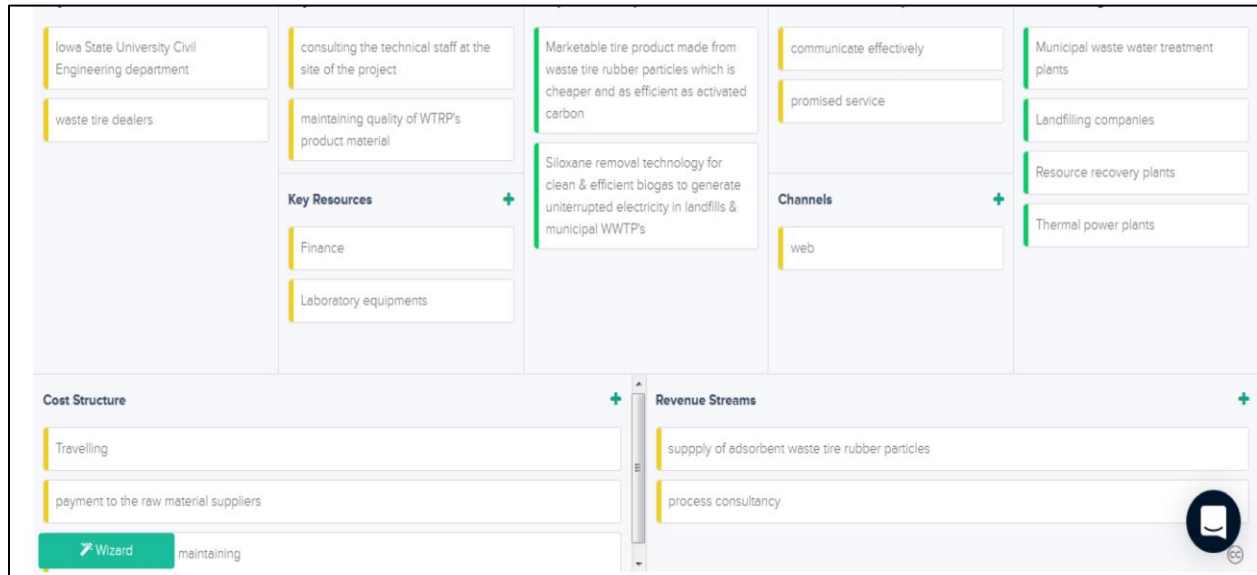 Iowa State University Civil
Engineering department
waste tire dealers
consulting the technical staff at the
site of the project
maintaining quality of WTRP's
product material
Key Resources
Finance
Laboratory equipments
Marketable tire product made from
waste tire rubber particles which is
cheaper and as efficient as activated
carbon
Siloxane removal technology for
clean & efficient biogas to generate
uniterrupted electricity in landfills &
municipal WWTP's
communicate effectively
promised service
Channels
web
Municipal waste water treatment
plants
Landfilling companies
Resource recovery plants
Thermal power plants
Cost Structure
Travelling
payment to the raw material suppliers
Wizard
maintaining
Revenue Streams
suppply of adsorbent waste tire rubber particles
process consultancy
cc